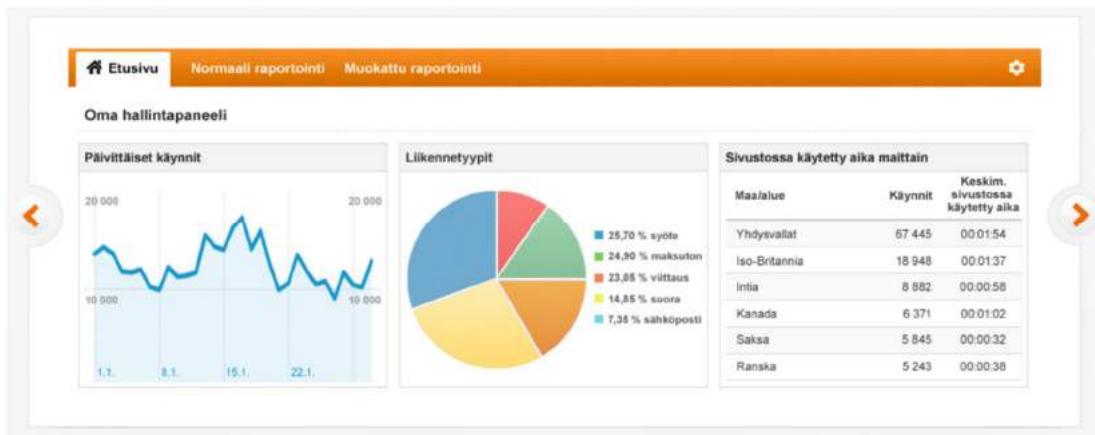 Etusivu
Normaali raportointi
Muokattu raportointi
Oma hallintapaneeli
Päivittäiset käynnit
20 000
20 000
10 000
10 000
1.1.
8.1.
15.1.
22.1.
Liikennetyypit
25,70 % syöte
24,90 % maksuton
23,85 % viittaus
14,85 % suora
7,35 % sähköposti
Sivustossa käytetty aika maittain
Maa/alue Käynnit Keskim. sivustossa käytetty aika
Yhdysvallat 67 445 00:01:54
Iso-Britannia 18 948 00:01:37
Intia 8 882 00:00:58
Kanada 6 371 00:01:02
Saksa 5 845 00:00:32
Ranska 5 243 00:00:38